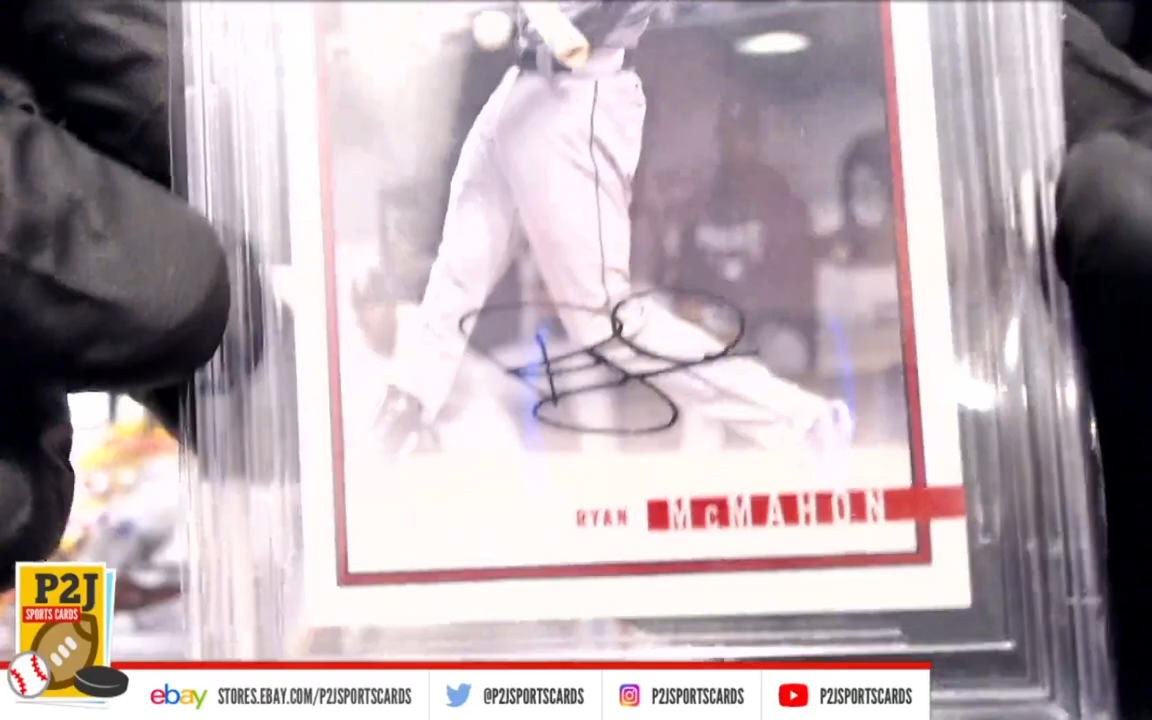 RYAN McMAHON
P2J
SPORTS CARDS
ebay STORES.EBAY.COM/P2JSPORTSCARDS @P2JSPORTSCARDS P2JSPORTSCARDS P2JSPORTSCARDS